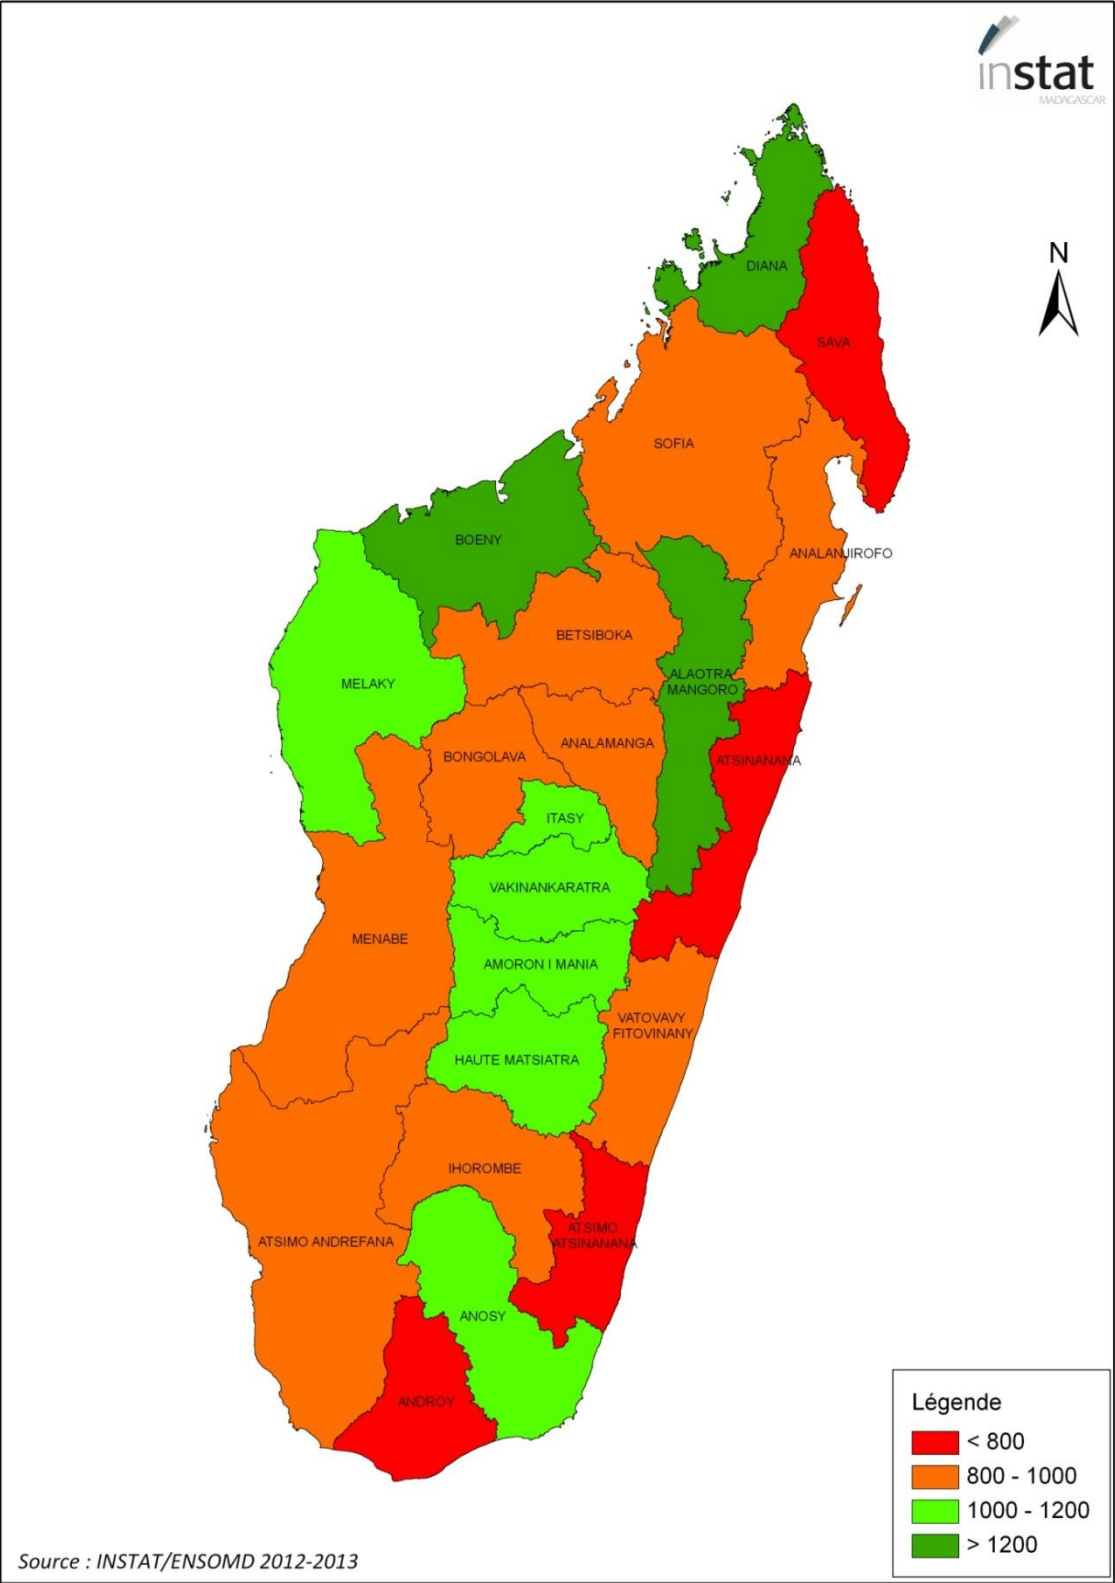 instat
MADAGASCAR
N
DIANA
SAVA
SOFIA
BOENY
ANALANJIROFO
BETSIBOKA
MELAKY
ALAOTRA
MANGORO
ANALAMANGA
BONGOLAVA
ATSINANANA
ITASY
VAKINANKARATRA
MENABE
AMORON I MANIA
VATOVAVY
FITOVINANY
HAUTE MATSIATRA
IHOROMBE
ATSIMO
ATSINANANA
ATSIMO ANDREFANA
ANOSY
ANDROY
Légende
< 800
800 - 1000
1000 - 1200
> 1200
Source : INSTAT/ENSOMD 2012-2013